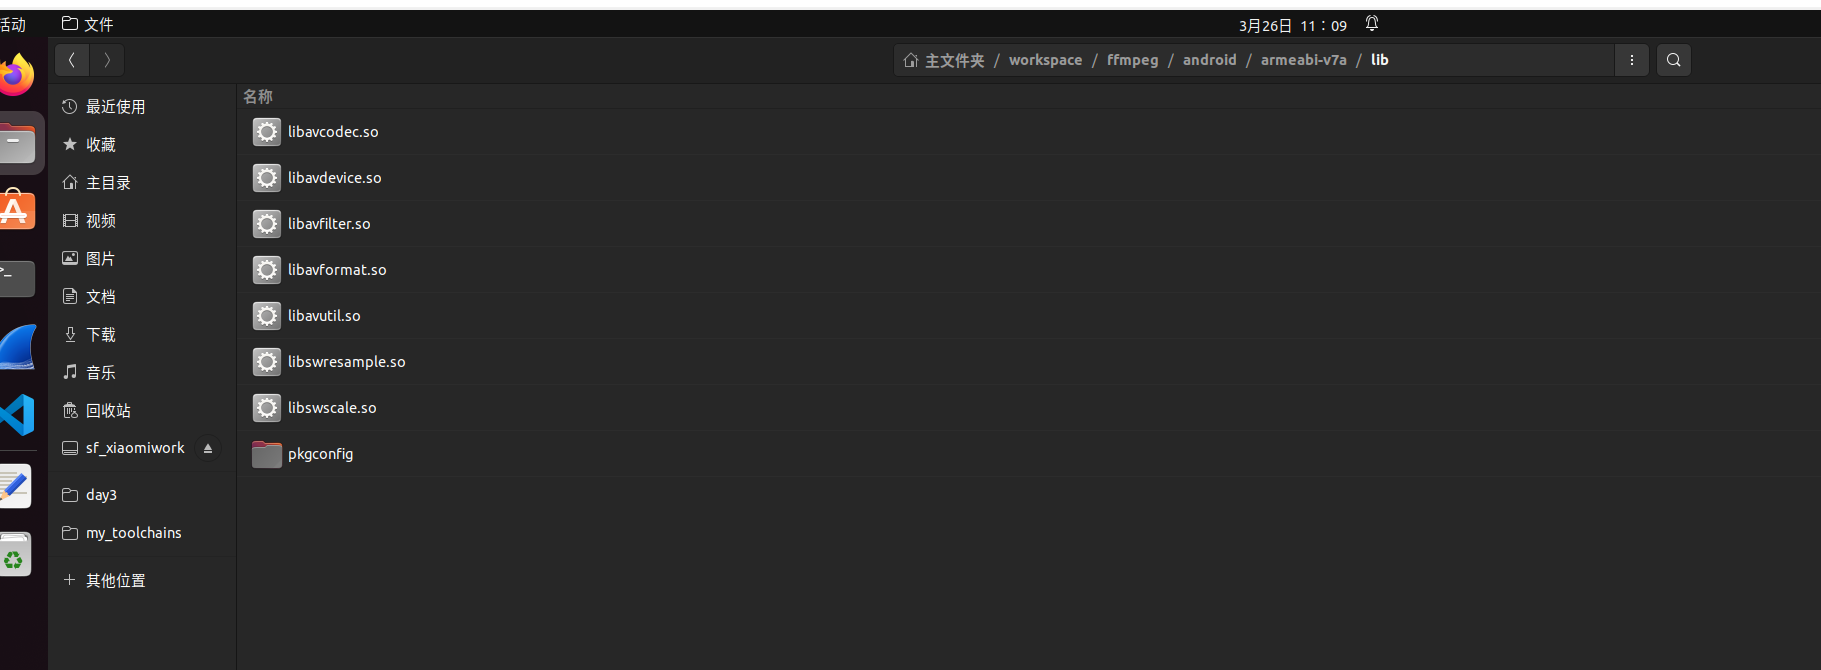 活动 文件 3月26日 11：09
主文件夹 / workspace / ffmpeg / android / armeabi-v7a / lib
名称
最近使用
收藏
主目录
视频
图片
文档
下载
音乐
回收站
sf_xiaomiwork
day3
my_toolchains
其他位置
libavcodec.so
libavdevice.so
libavfilter.so
libavformat.so
libavutil.so
libswresample.so
libswscale.so
pkgconfig